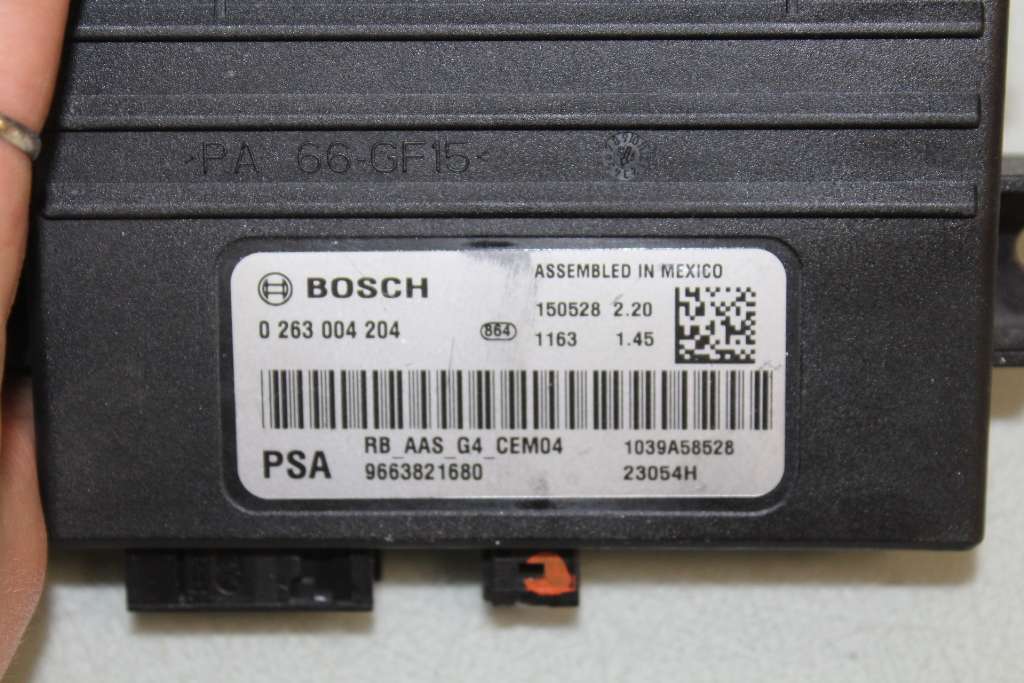 >PA 66-GF15<
BOSCH
ASSEMBLED IN MEXICO
0 263 004 204
864
150528 2.20
1163 1.45
PSA
RB_AAS_G4_CEM04
9663821680
1039A58528
23054H